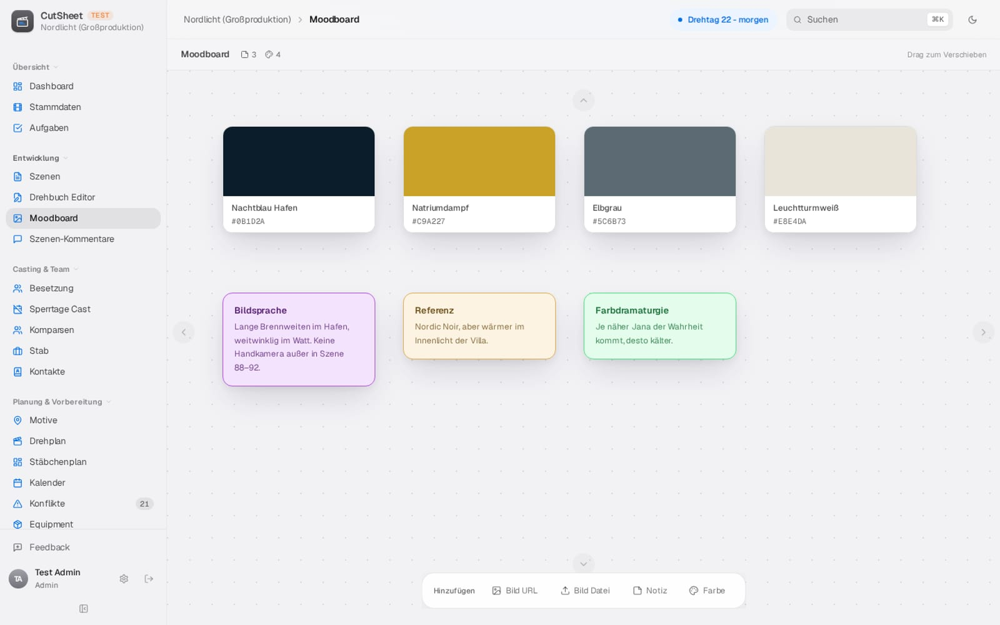 CutSheet TEST
Nordlicht (Großproduktion)
Übersicht
Dashboard
Stammdaten
Aufgaben
Entwicklung
Szenen
Drehbuch Editor
Moodboard
Szenen-Kommentare
Casting & Team
Besetzung
Sperrtage Cast
Komparsen
Stab
Kontakte
Planung & Vorbereitung
Motive
Drehplan
Stäbchenplan
Kalender
Konflikte 21
Equipment
Feedback
TA
Test Admin
Admin
Nordlicht (Großproduktion) > Moodboard
Drehtag 22 - morgen
Suchen ⌘K
Moodboard 3 4
Drag zum Verschieben
Nachtblau Hafen
#0B1D2A
Natriumdampf
#C9A227
Elbgrau
#5C6B73
Leuchtturmweiß
#E8E4DA
Bildsprache
Lange Brennweiten im Hafen,
weitwinklig im Watt. Keine
Handkamera außer in Szene
88–92.
Referenz
Nordic Noir, aber wärmer im
Innenlicht der Villa.
Farbdramaturgie
Je näher Jana der Wahrheit
kommt, desto kälter.
Hinzufügen Bild URL Bild Datei Notiz Farbe